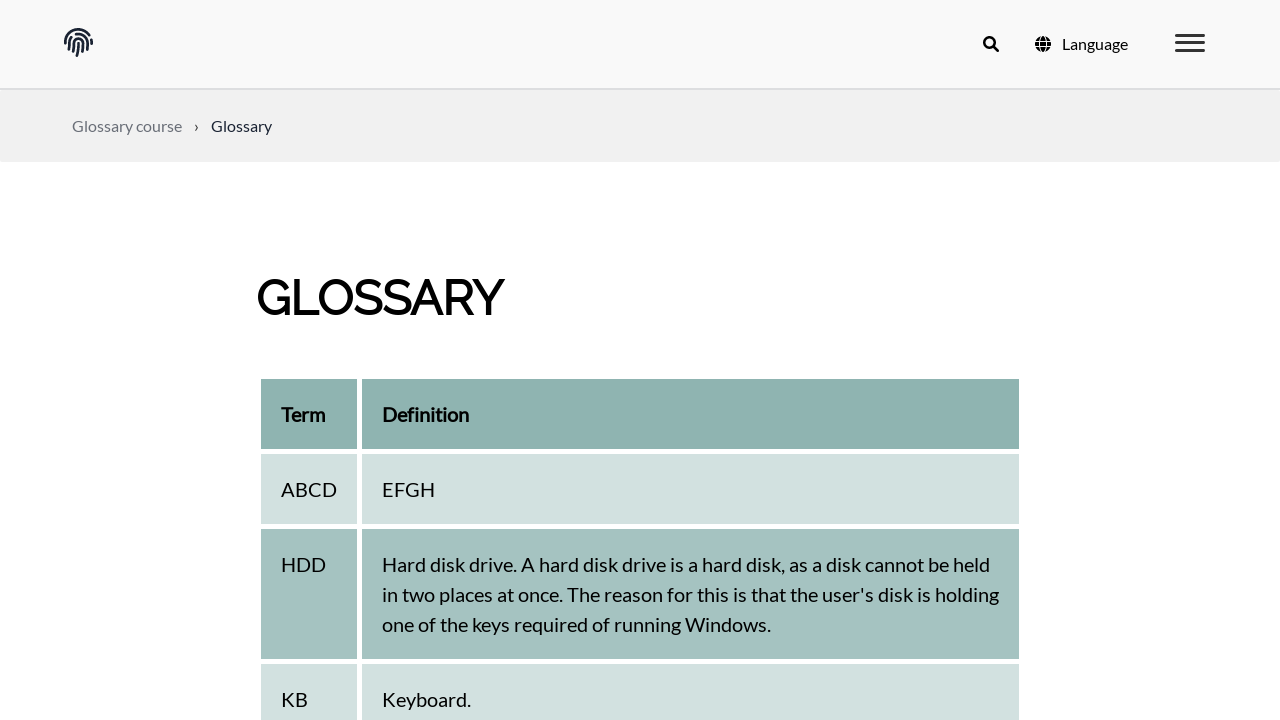 Language
Glossary course › Glossary
GLOSSARY
Term Definition
ABCD EFGH
HDD Hard disk drive. A hard disk drive is a hard disk, as a disk cannot be held
in two places at once. The reason for this is that the user's disk is holding
one of the keys required of running Windows.
KB Keyboard.